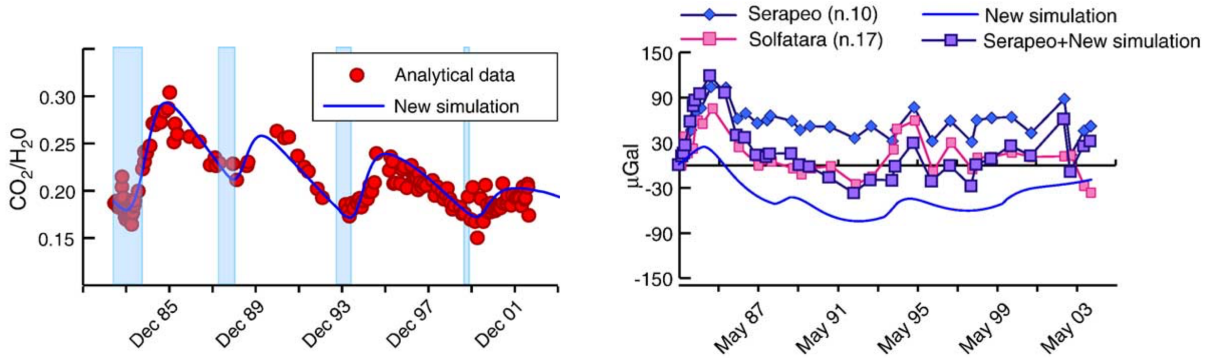 CO2/H20
0.30
0.25
0.20
0.15
Analytical data
New simulation
Dec 85
Dec 89
Dec 93
Dec 97
Dec 01
Serapeo (n.10)
New simulation
Solfatara (n.17)
Serapeo+New simulation
µGal
150
90
30
-30
-90
-150
May 87
May 91
May 95
May 99
May 03